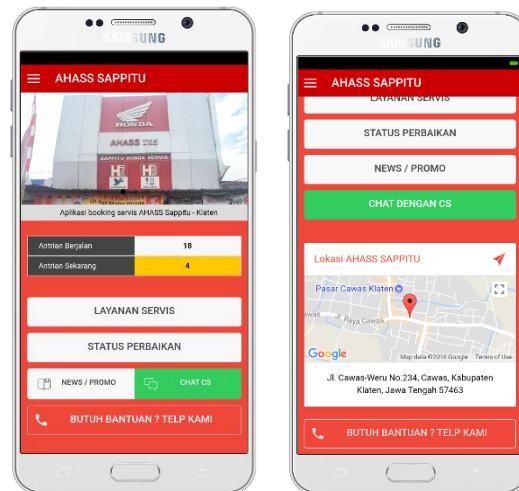 SAMSUNG
AHASS SAPPITU
HONDA
AHASS
SAPPITU HONDA SERVIS
Aplikasi booking servis AHASS Sappitu - Klaten
Antrian Berjalan 18
Antrian Sekarang 4
LAYANAN SERVIS
STATUS PERBAIKAN
NEWS / PROMO CHAT CS
BUTUH BANTUAN ? TELP KAMI
SAMSUNG
AHASS SAPPITU
LAYANAN SERVIS
STATUS PERBAIKAN
NEWS / PROMO
CHAT DENGAN CS
Lokasi AHASS SAPPITU
Pasar Cawas Klaten
Jl. Raya Cawas
Google Map data ©2018 Google Terms of Use
Jl. Cawas-Weru No.234, Cawas, Kabupaten
Klaten, Jawa Tengah 57463
BUTUH BANTUAN ? TELP KAMI